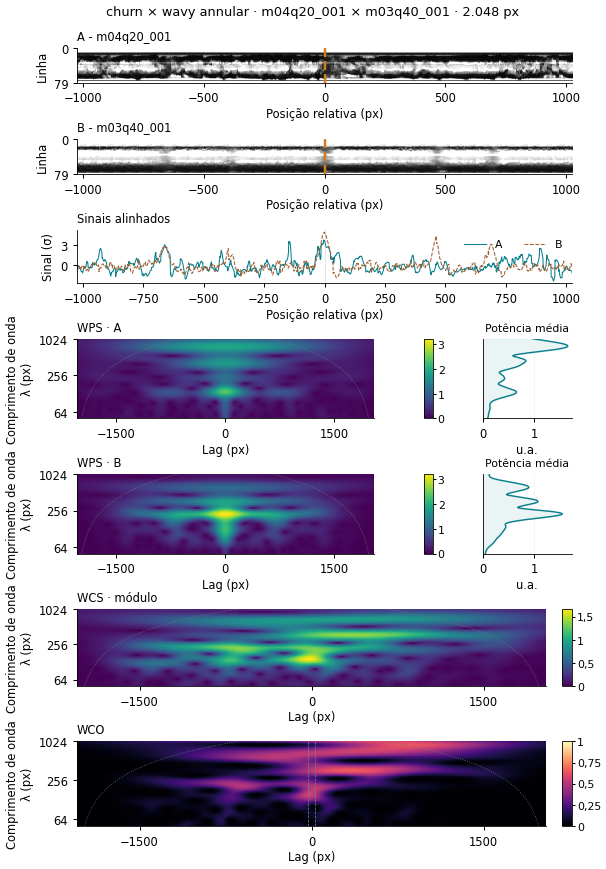 churn × wavy annular · m04q20_001 × m03q40_001 · 2.048 px
A - m04q20_001
0
79
Linha
−1000 −500 0 500 1000
Posição relativa (px)
B - m03q40_001
0
79
Linha
−1000 −500 0 500 1000
Posição relativa (px)
Sinais alinhados
3
0
Sinal (σ)
A B
−1000 −750 −500 −250 0 250 500 750 1000
Posição relativa (px)
WPS · A
1024
256
64
Comprimento de onda
λ (px)
−1500 0 1500
Lag (px)
3
2
1
0
Potência média
0 1
u.a.
WPS · B
1024
256
64
Comprimento de onda
λ (px)
−1500 0 1500
Lag (px)
3
2
1
0
Potência média
0 1
u.a.
WCS · módulo
1024
256
64
Comprimento de onda
λ (px)
−1500 0 1500
Lag (px)
1,5
1
0,5
0
WCO
1024
256
64
Comprimento de onda
λ (px)
−1500 0 1500
Lag (px)
1
0,75
0,5
0,25
0